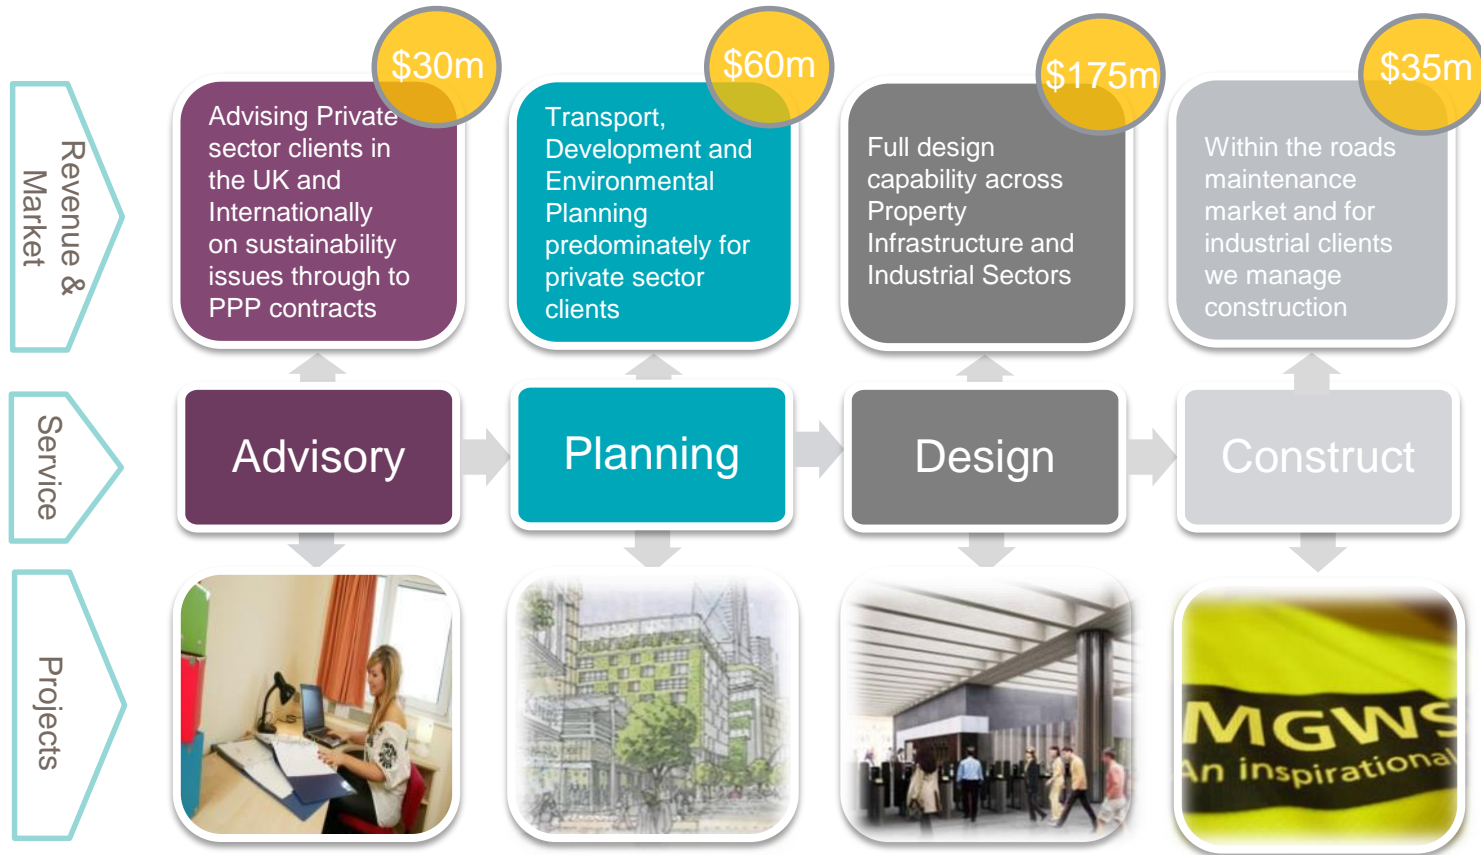 $30m
$60m
$175m
$35m
Revenue &
Market
Advising Private
sector clients in
the UK and
Internationally
on sustainability
issues through to
PPP contracts
Transport,
Development and
Environmental
Planning
predominately for
private sector
clients
Full design
capability across
Property
Infrastructure and
Industrial Sectors
Within the roads
maintenance
market and for
industrial clients
we manage
construction
Service
Advisory
Planning
Design
Construct
Projects
MGWS
An inspirational